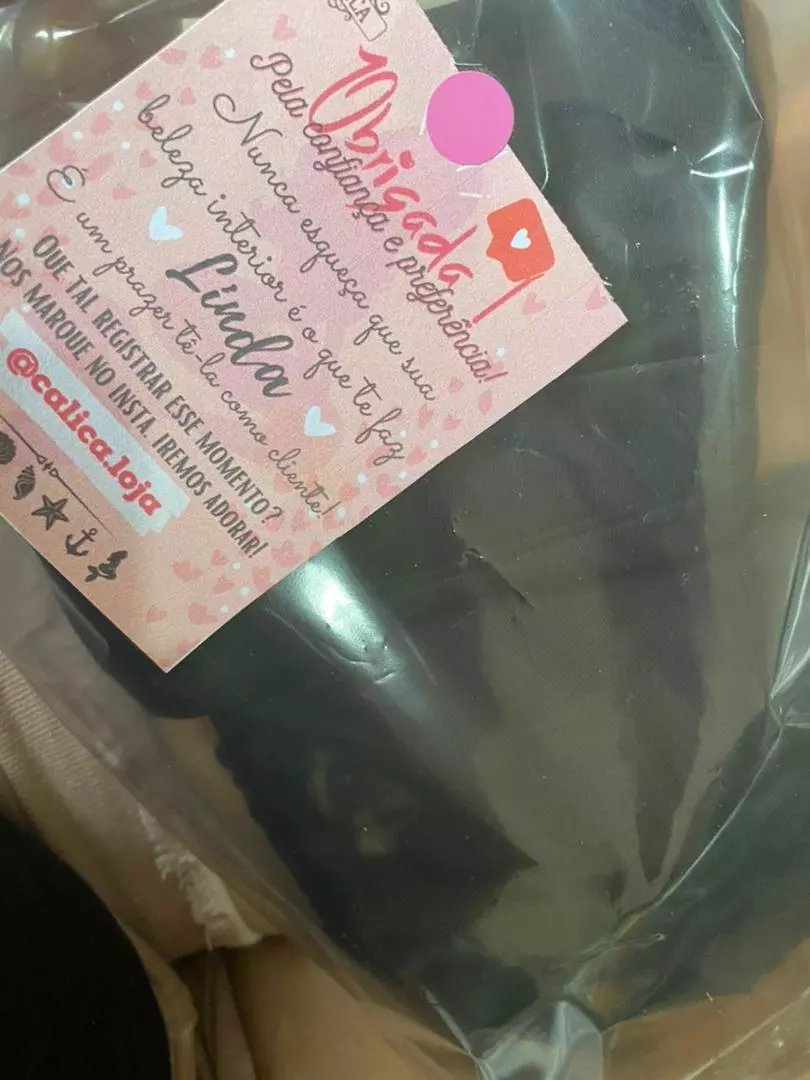 Obrigada!
Pela confiança e preferência!
Nunca esqueça que sua
beleza interior é o que te faz
Linda
É um prazer tê-la como cliente!
QUE TAL REGISTRAR ESSE MOMENTO?
NOS MARQUE NO INSTA. IREMOS ADORAR!
@calica.loja